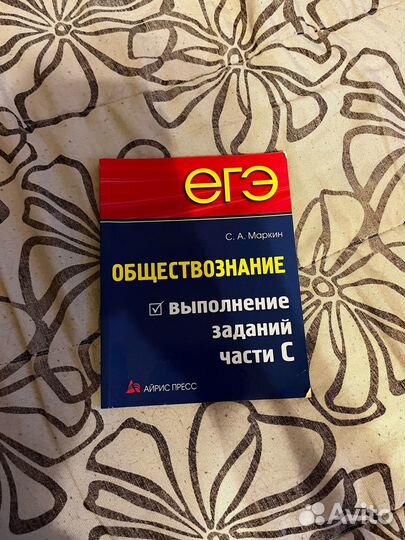 егэ
С. А. Маркин
ОБЩЕСТВОЗНАНИЕ
ВЫПОЛНЕНИЕ
ЗАДАНИЙ
ЧАСТИ С
АЙРИС ПРЕСС
Avito